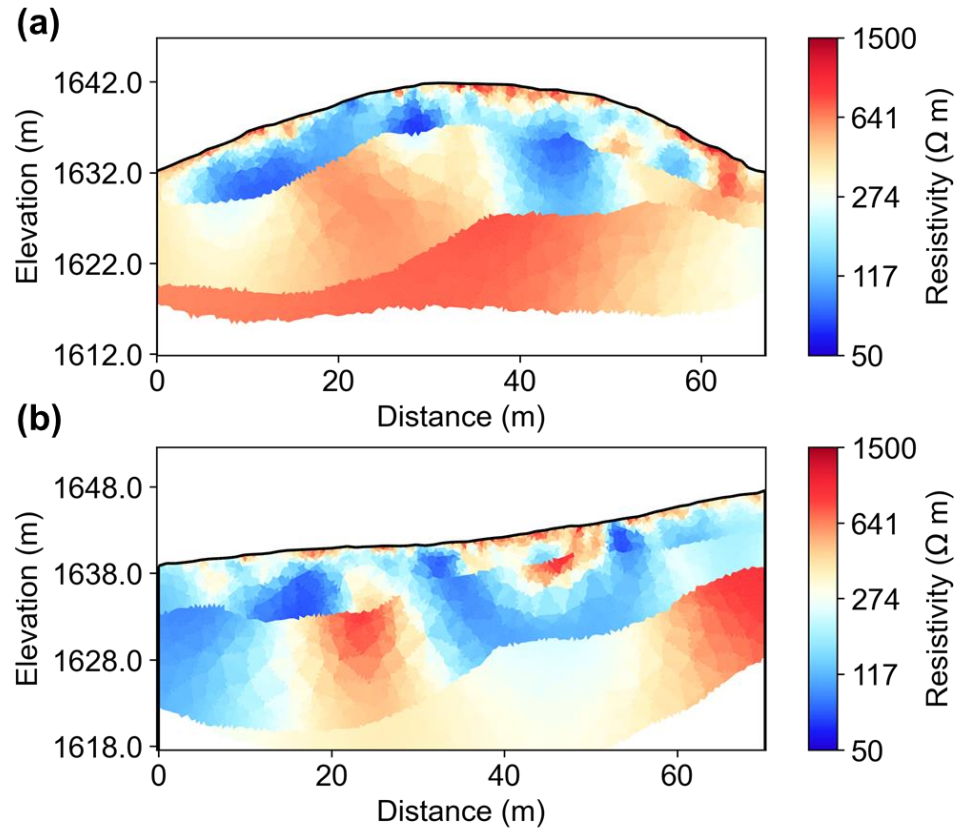 (a)
1642.0
1632.0
1622.0
1612.0
Elevation (m)
0 20 40 60
Distance (m)
1500
641
274
117
50
Resistivity (Ω m)
(b)
1648.0
1638.0
1628.0
1618.0
Elevation (m)
0 20 40 60
Distance (m)
1500
641
274
117
50
Resistivity (Ω m)